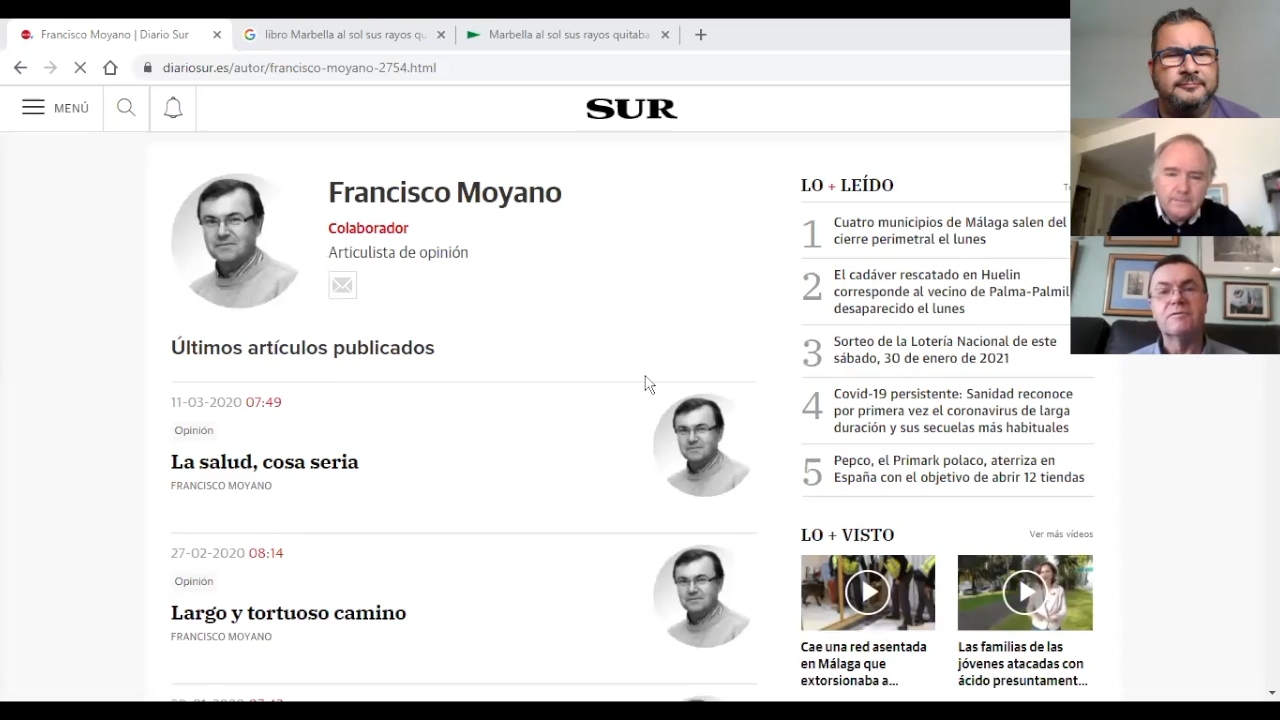 Francisco Moyano | Diario Sur
libro Marbella al sol sus rayos qu
Marbella al sol sus rayos quitaba
diariosur.es/autor/francisco-moyano-2754.html
MENÚ
SUR
Francisco Moyano
Colaborador
Articulista de opinión
Últimos artículos publicados
11-03-2020 07:49
Opinión
La salud, cosa seria
FRANCISCO MOYANO
27-02-2020 08:14
Opinión
Largo y tortuoso camino
FRANCISCO MOYANO
LO + LEÍDO
1
Cuatro municipios de Málaga salen del
cierre perimetral el lunes
2
El cadáver rescatado en Huelin
corresponde al vecino de Palma-Palmil
desaparecido el lunes
3
Sorteo de la Lotería Nacional de este
sábado, 30 de enero de 2021
4
Covid-19 persistente: Sanidad reconoce
por primera vez el coronavirus de larga
duración y sus secuelas más habituales
5
Pepco, el Primark polaco, aterriza en
España con el objetivo de abrir 12 tiendas
LO + VISTO
Ver más vídeos
Cae una red asentada
en Málaga que
extorsionaba a...
Las familias de las
jóvenes atacadas con
ácido presuntament...